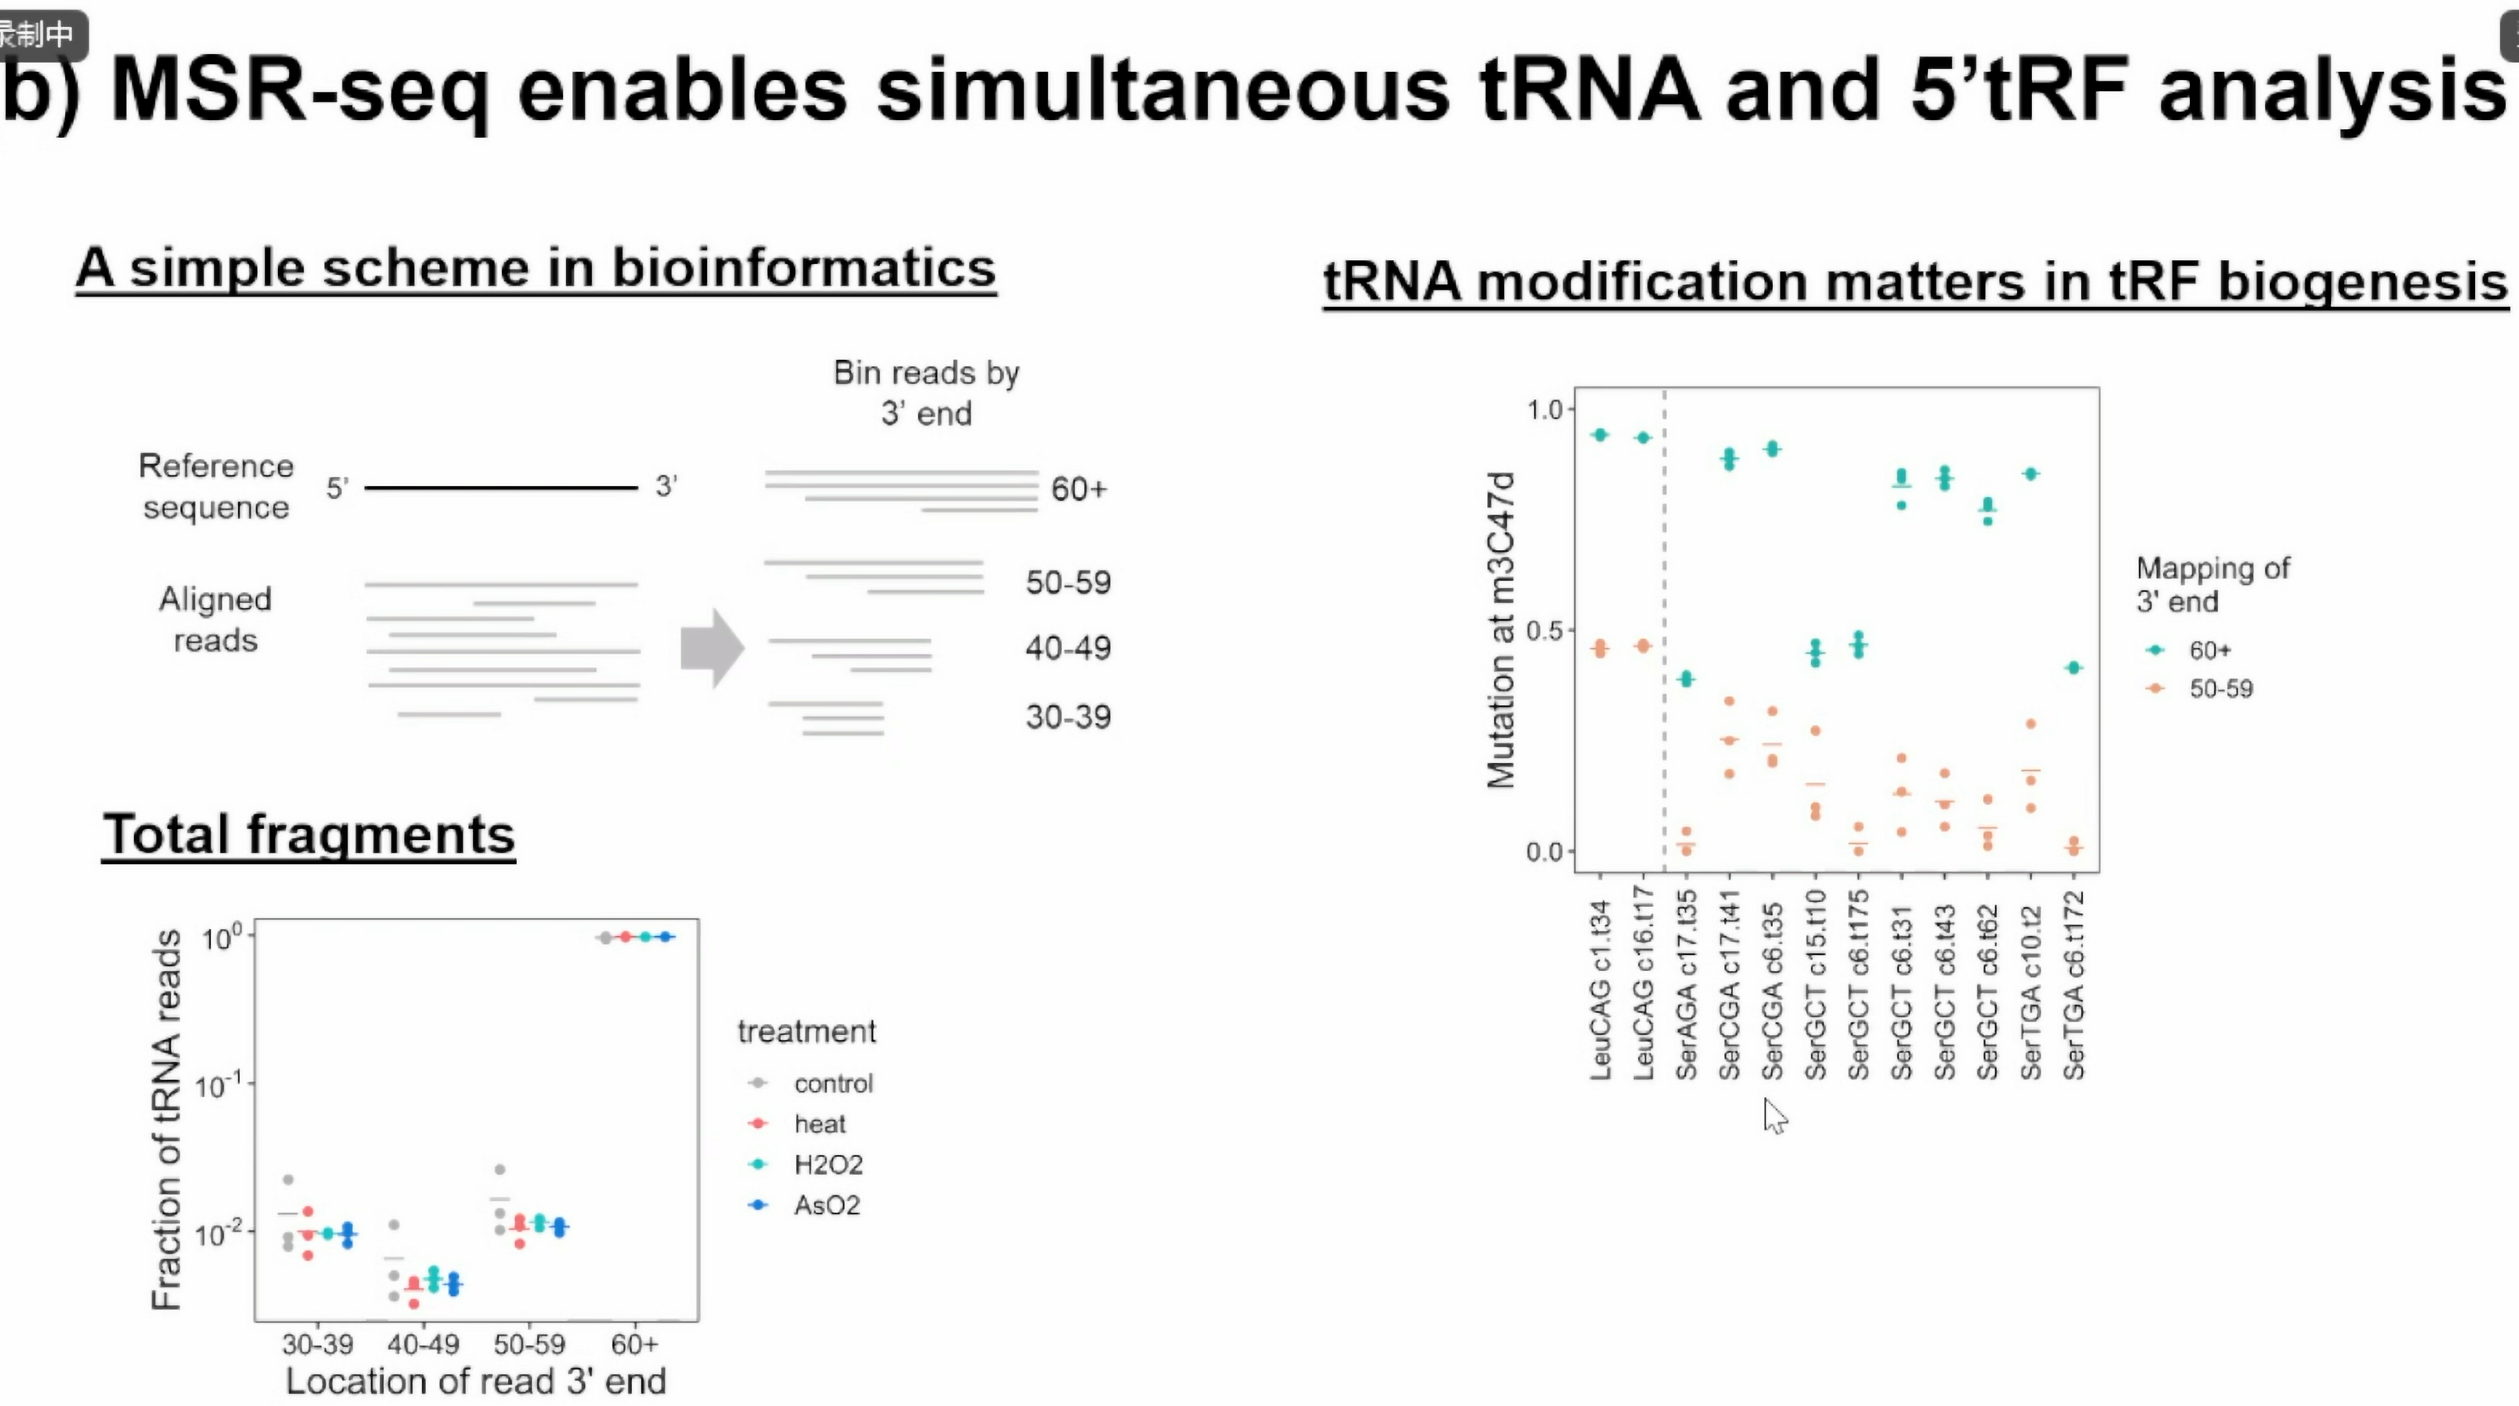 录制中
b) MSR-seq enables simultaneous tRNA and 5’tRF analysis
A simple scheme in bioinformatics
Bin reads by
3’ end
Reference
sequence
5’
3’
60+
Aligned
reads
50-59
40-49
30-39
Total fragments
Fraction of tRNA reads
10⁰
10⁻¹
10⁻²
30-39 40-49 50-59 60+
Location of read 3' end
treatment
control
heat
H2O2
AsO2
tRNA modification matters in tRF biogenesis
Mutation at m3C47d
1.0
0.5
0.0
LeuCAG c1.t34
LeuCAG c16.t17
SerAGA c17.t35
SerCGA c17.t41
SerCGA c6.t35
SerGCT c15.t10
SerGCT c6.t175
SerGCT c6.t31
SerGCT c6.t43
SerGCT c6.t62
SerTGA c10.t2
SerTGA c6.t172
Mapping of
3' end
60+
50-59